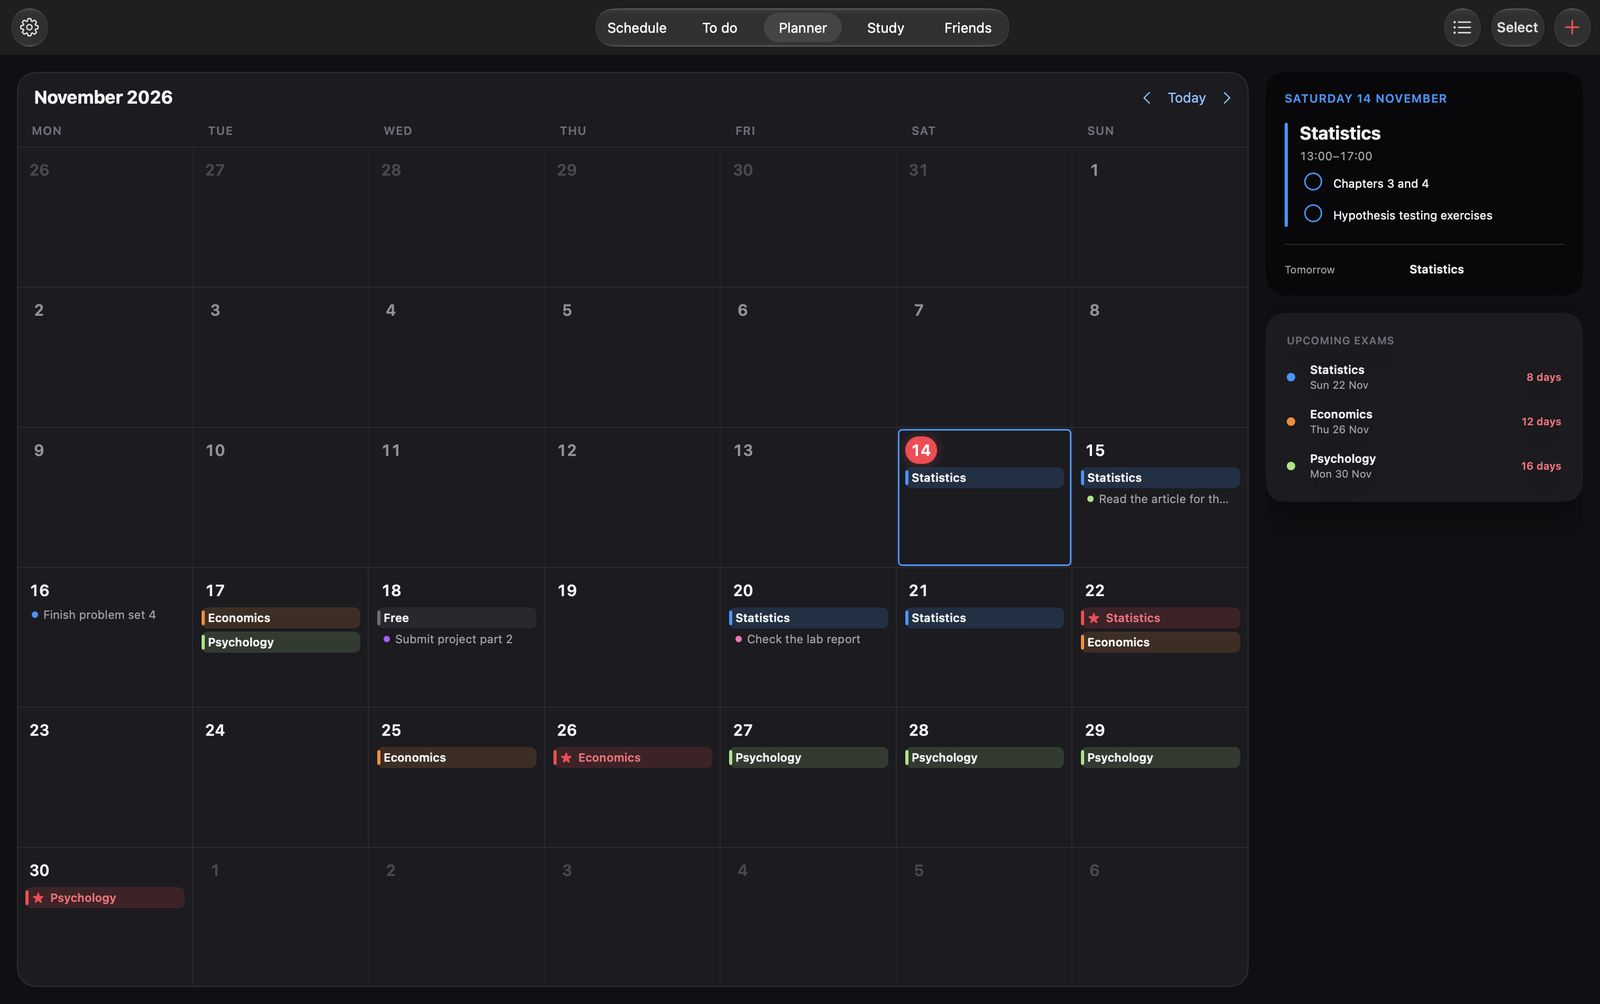 Schedule To do Planner Study Friends
Select
November 2026
Today
MON TUE WED THU FRI SAT SUN
26 27 28 29 30 31 1
2 3 4 5 6 7 8
9 10 11 12 13 14 15
Statistics Statistics
Read the article for th...
16 17 18 19 20 21 22
Finish problem set 4 Economics Free Statistics Statistics Statistics
Psychology Submit project part 2 Check the lab report Economics
23 24 25 26 27 28 29
Economics Economics Psychology Psychology Psychology
30 1 2 3 4 5 6
Psychology
SATURDAY 14 NOVEMBER
Statistics
13:00–17:00
Chapters 3 and 4
Hypothesis testing exercises
Tomorrow Statistics
UPCOMING EXAMS
Statistics
Sun 22 Nov
8 days
Economics
Thu 26 Nov
12 days
Psychology
Mon 30 Nov
16 days